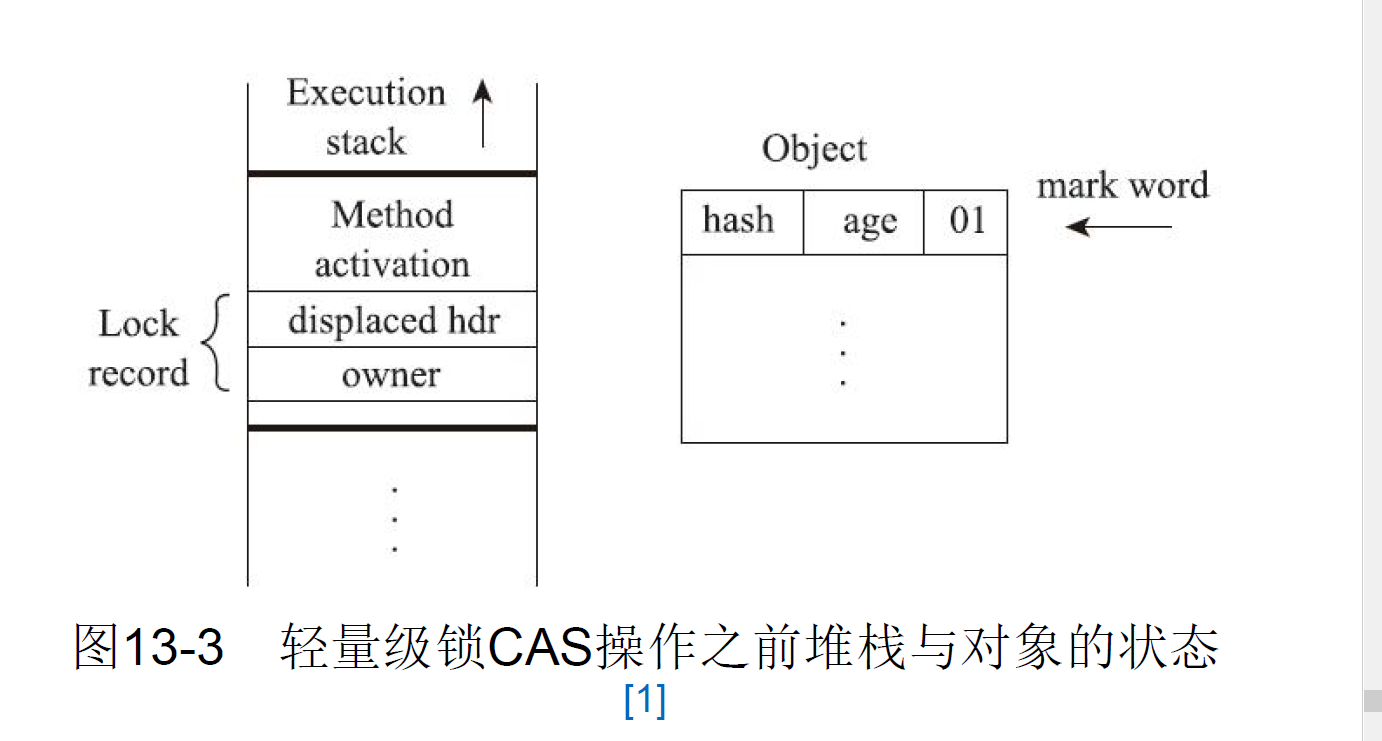 Execution
stack
Method
activation
Lock
record
displaced hdr
owner
Object
mark word
hash age 01
图13-3 轻量级锁CAS操作之前堆栈与对象的状态
[1]